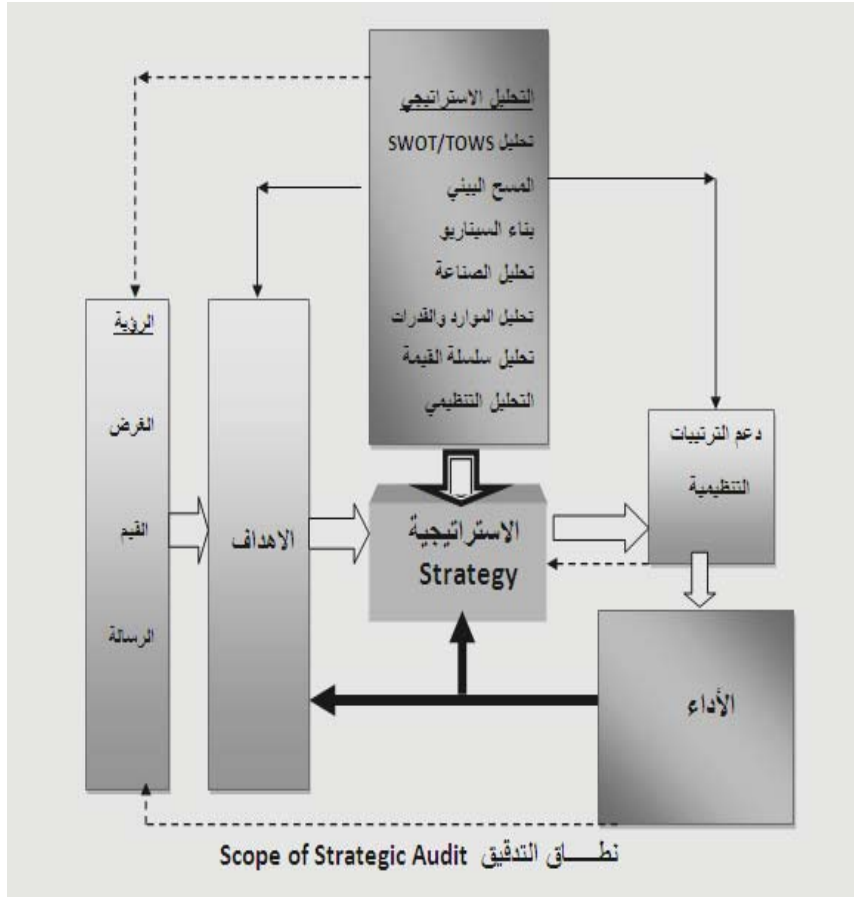 التحليل الاستراتيجي
تحليل SWOT/TOWS
المسح البيئي
بناء السيناريو
تحليل الصناعة
تحليل الموارد والقدرات
تحليل سلسلة القيمة
التحليل التنظيمي
الرؤية
الغرض
القيم
الرسالة
الاهداف
الاستراتيجية
Strategy
دعم الترتيبات
التنظيمية
الأداء
نطـــــاق التدقيق Scope of Strategic Audit